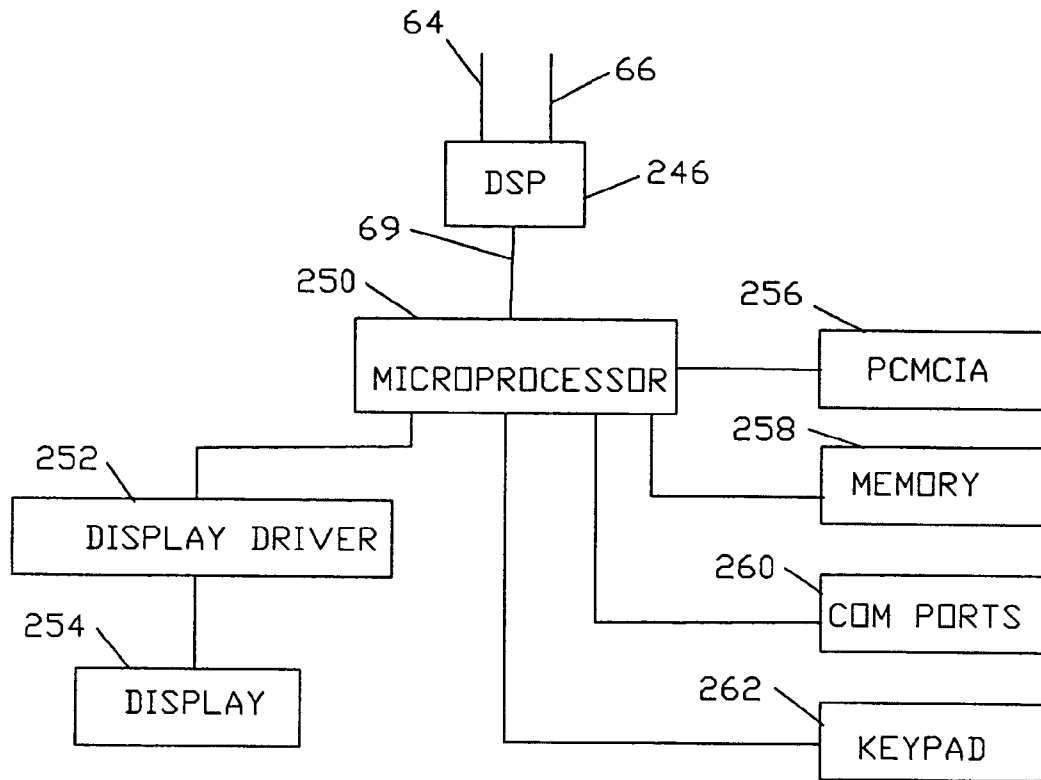 64
66
DSP
246
69
250
256
MICROPROCESSOR
PCMCIA
258
252
MEMORY
DISPLAY DRIVER
260
254
COM PORTS
DISPLAY
262
KEYPAD